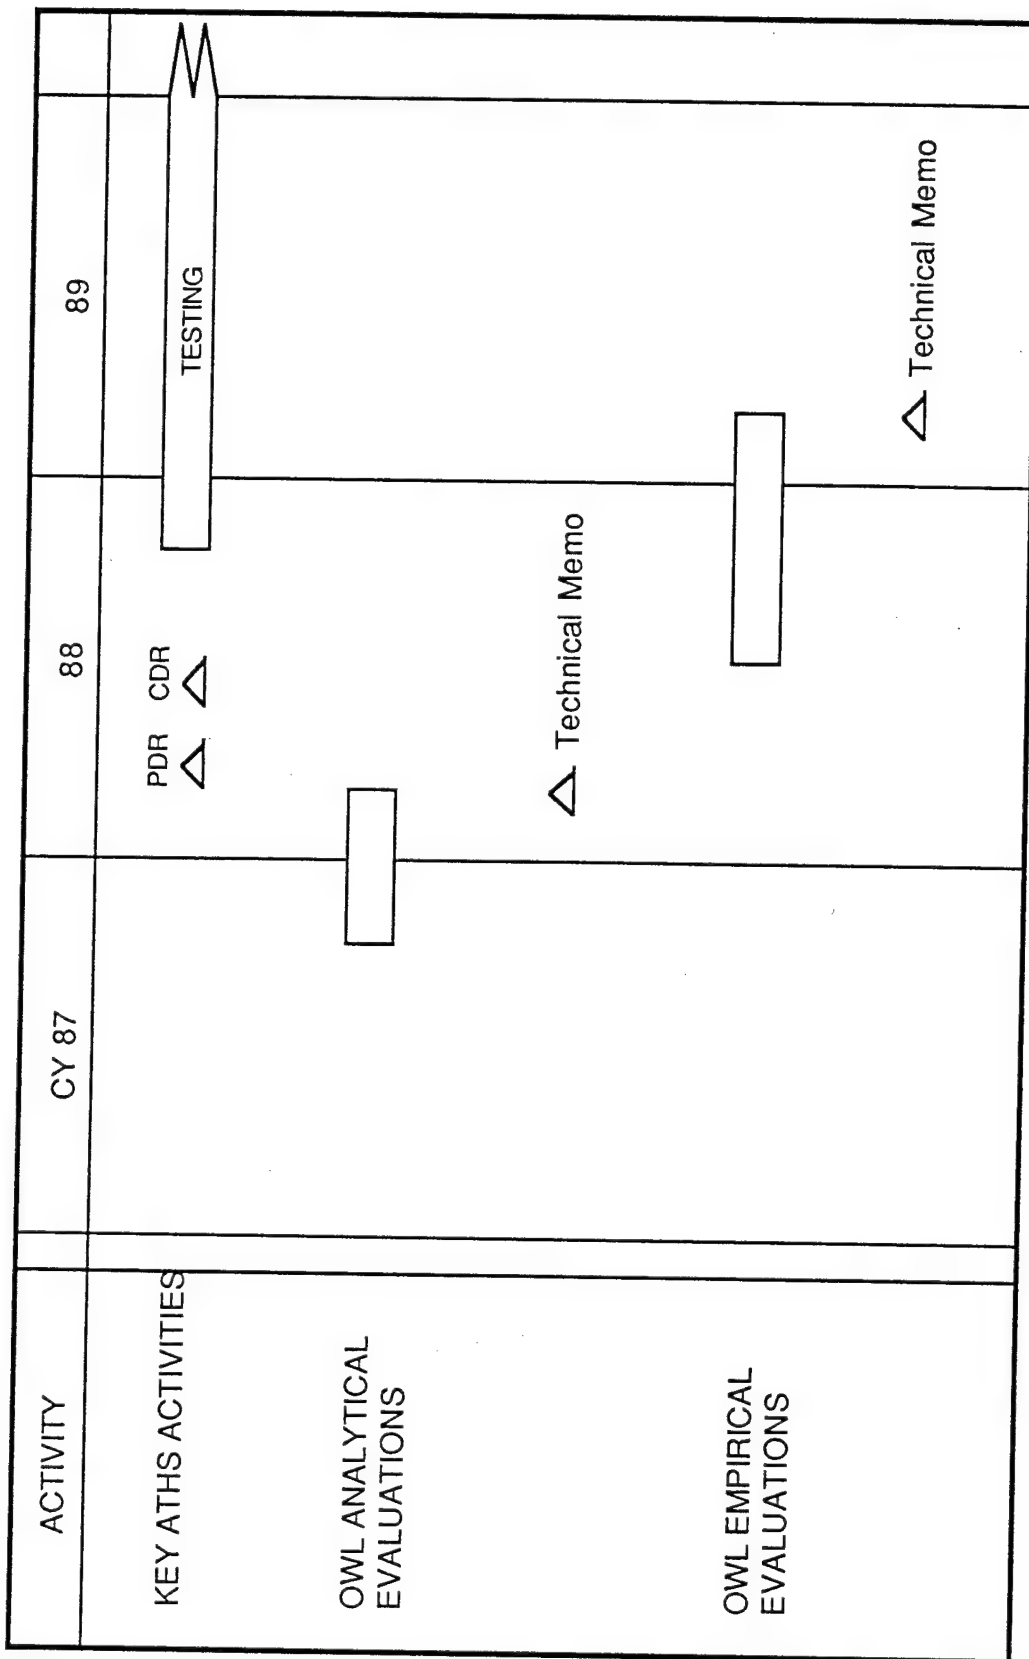 ACTIVITY
CY 87
88
89
KEY ATHS ACTIVITIES
PDR
CDR
TESTING
OWL ANALYTICAL
EVALUATIONS
Technical Memo
OWL EMPIRICAL
EVALUATIONS
Technical Memo